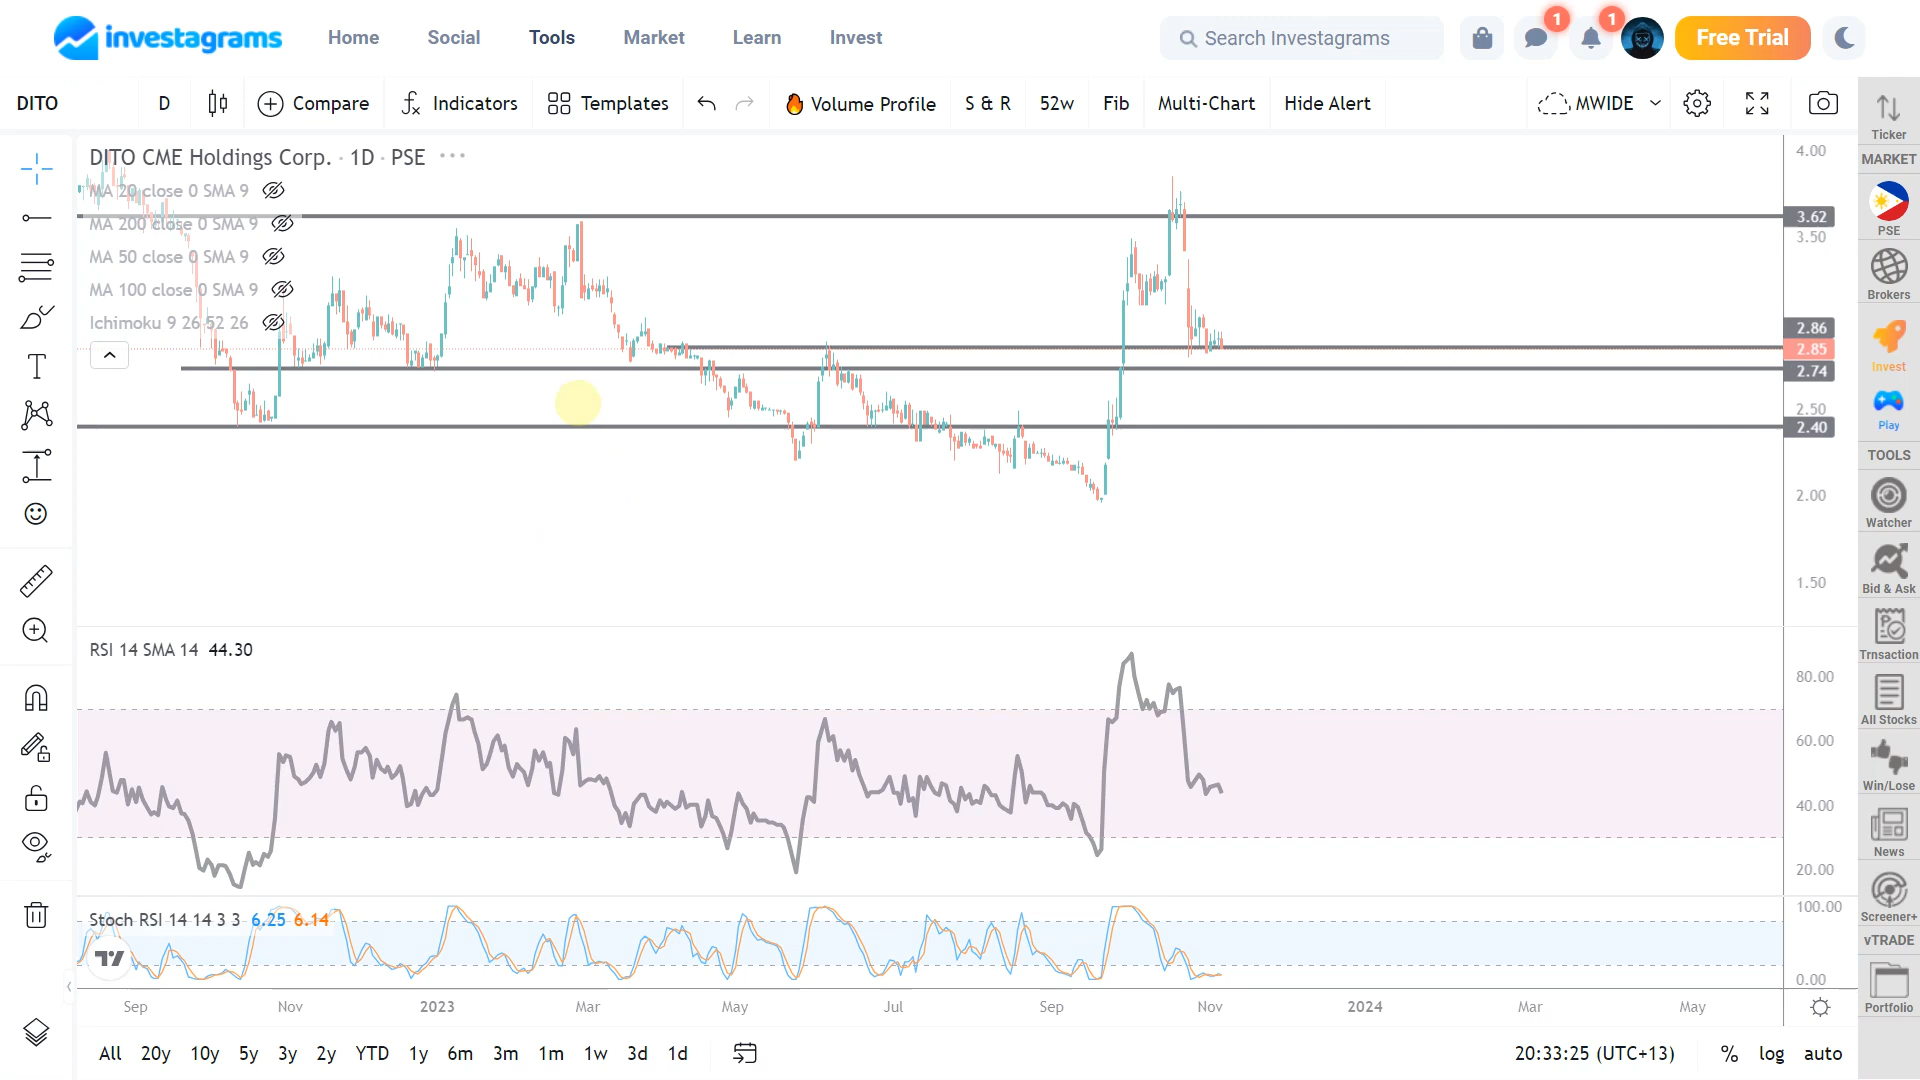 investagrams Home Social Tools Market Learn Invest Search Investagrams 1 1 Free Trial
DITO D Compare Indicators Templates Volume Profile S & R 52w Fib Multi-Chart Hide Alert MWIDE
DITO CME Holdings Corp. · 1D · PSE ···
MA 20 close 0 SMA 9
MA 200 close 0 SMA 9
MA 50 close 0 SMA 9
MA 100 close 0 SMA 9
Ichimoku 9 26 52 26
4.00
3.62
3.50
2.86
2.85
2.74
2.50
2.40
2.00
1.50
RSI 14 SMA 14 44.30
80.00
60.00
40.00
20.00
Stoch RSI 14 14 3 3 6.25 6.14
100.00
0.00
Sep Nov 2023 Mar May Jul Sep Nov 2024 Mar May
All 20y 10y 5y 3y 2y YTD 1y 6m 3m 1m 1w 3d 1d 20:33:25 (UTC+13) % log auto
Ticker
MARKET
PSE
Brokers
Invest
Play
TOOLS
Watcher
Bid & Ask
Trnsaction
All Stocks
Win/Lose
News
Screener+
vTRADE
Portfolio